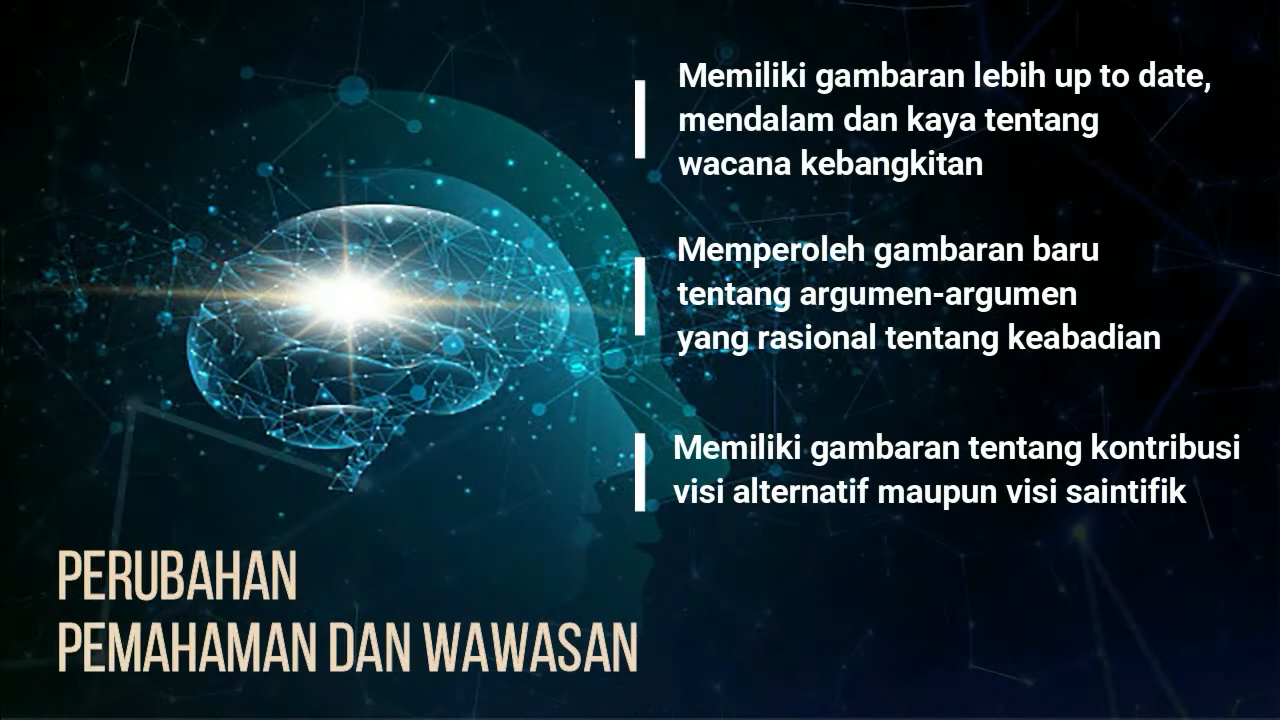 Memiliki gambaran lebih up to date,
mendalam dan kaya tentang
wacana kebangkitan
Memperoleh gambaran baru
tentang argumen-argumen
yang rasional tentang keabadian
Memiliki gambaran tentang kontribusi
visi alternatif maupun visi saintifik
PERUBAHAN
PEMAHAMAN DAN WAWASAN